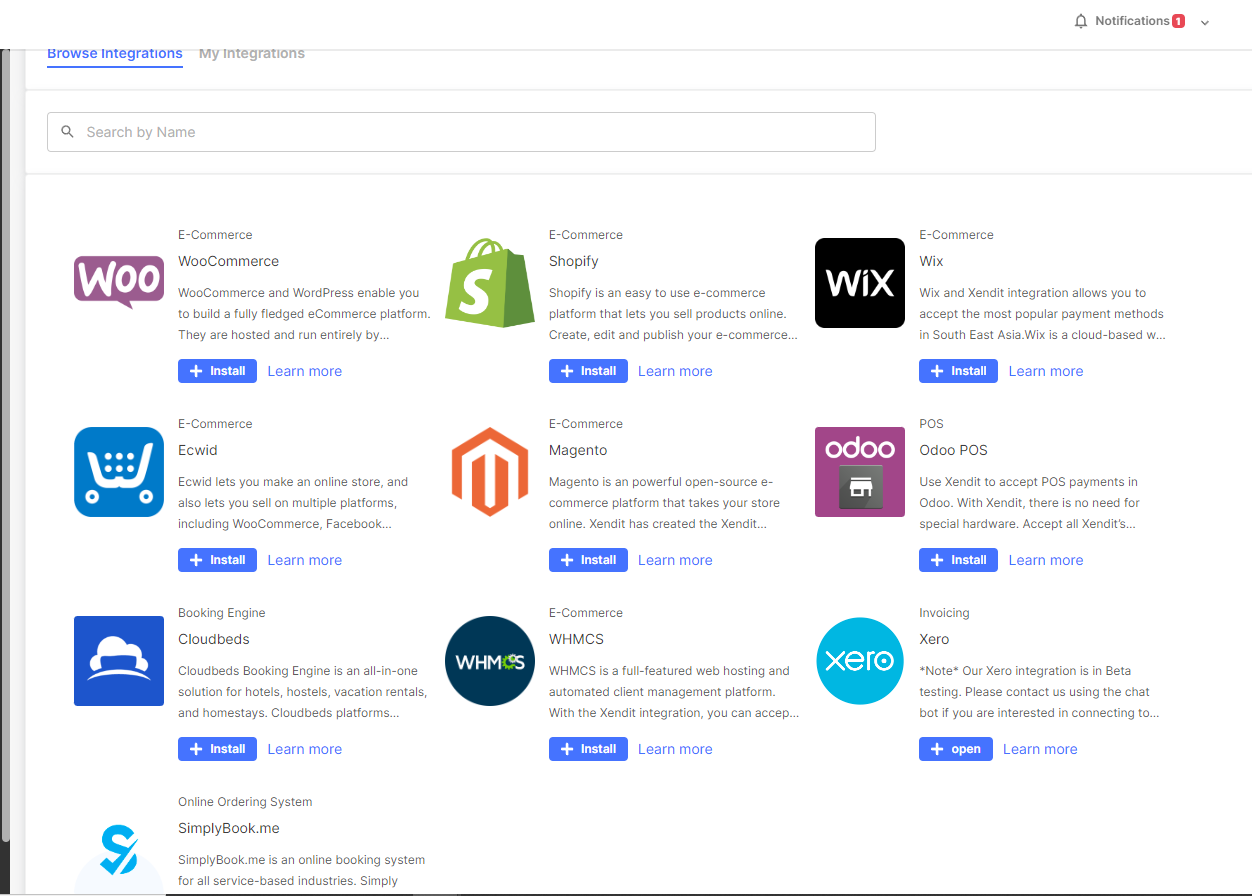 Notifications 1
Browse Integrations My Integrations
Search by Name
WOO
E-Commerce
WooCommerce
WooCommerce and WordPress enable you
to build a fully fledged eCommerce platform.
They are hosted and run entirely by...
+ Install Learn more
S
E-Commerce
Shopify
Shopify is an easy to use e-commerce
platform that lets you sell products online.
Create, edit and publish your e-commerce...
+ Install Learn more
WiX
E-Commerce
Wix
Wix and Xendit integration allows you to
accept the most popular payment methods
in South East Asia.Wix is a cloud-based w...
+ Install Learn more
E-Commerce
Ecwid
Ecwid lets you make an online store, and
also lets you sell on multiple platforms,
including WooCommerce, Facebook...
+ Install Learn more
E-Commerce
Magento
Magento is an powerful open-source e-
commerce platform that takes your store
online. Xendit has created the Xendit...
+ Install Learn more
odoo
POS
Odoo POS
Use Xendit to accept POS payments in
Odoo. With Xendit, there is no need for
special hardware. Accept all Xendit's...
+ Install Learn more
Booking Engine
Cloudbeds
Cloudbeds Booking Engine is an all-in-one
solution for hotels, hostels, vacation rentals,
and homestays. Cloudbeds platforms...
+ Install Learn more
WHMCS
E-Commerce
WHMCS
WHMCS is a full-featured web hosting and
automated client management platform.
With the Xendit integration, you can accep...
+ Install Learn more
xero
Invoicing
Xero
*Note* Our Xero integration is in Beta
testing. Please contact us using the chat
bot if you are interested in connecting to...
+ open Learn more
S
Online Ordering System
SimplyBook.me
SimplyBook.me is an online booking system
for all service-based industries. Simply